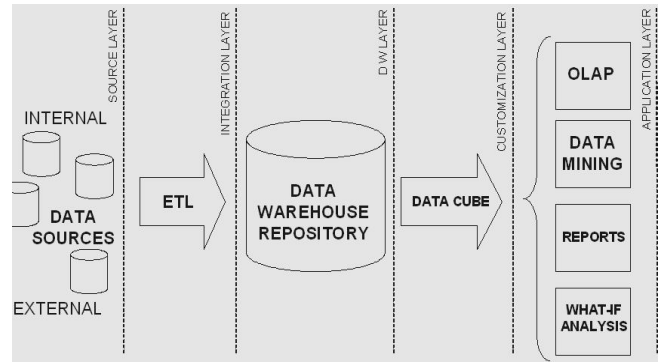 SOURCE LAYER
INTERNAL
DATA
SOURCES
EXTERNAL
INTEGRATION LAYER
ETL
DW LAYER
DATA
WAREHOUSE
REPOSITORY
CUSTOMIZATION LAYER
DATA CUBE
APPLICATION LAYER
OLAP
DATA
MINING
REPORTS
WHAT-IF
ANALYSIS